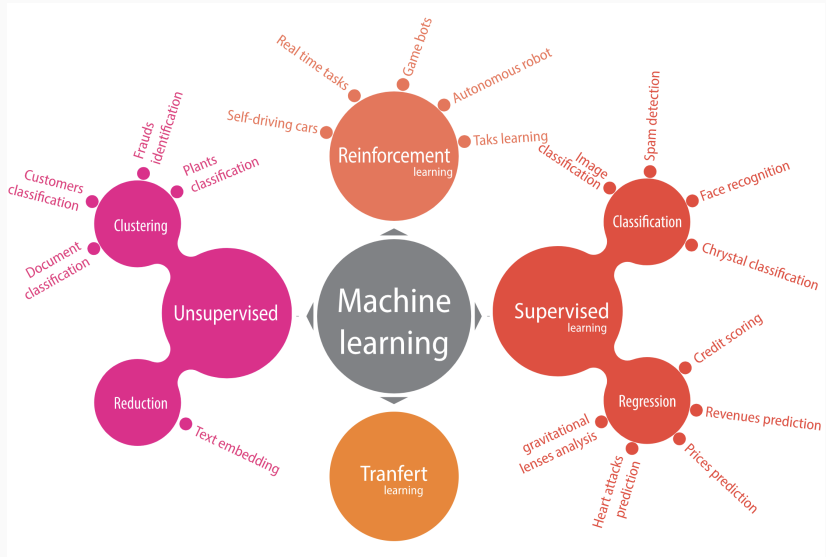 Real time tasks
Game bots
Autonomous robot
Self-driving cars
Taks learning
Reinforcement
learning
Frauds
identification
Plants
classification
Customers
classification
Document
classification
Clustering
Unsupervised
Reduction
Text embedding
Machine
learning
Tranfert
learning
Supervised
learning
Image
classification
Spam detection
Face recognition
Chrystal classification
Classification
Credit scoring
Revenues prediction
Prices prediction
Heart attacks
prediction
gravitational
lenses analysis
Regression